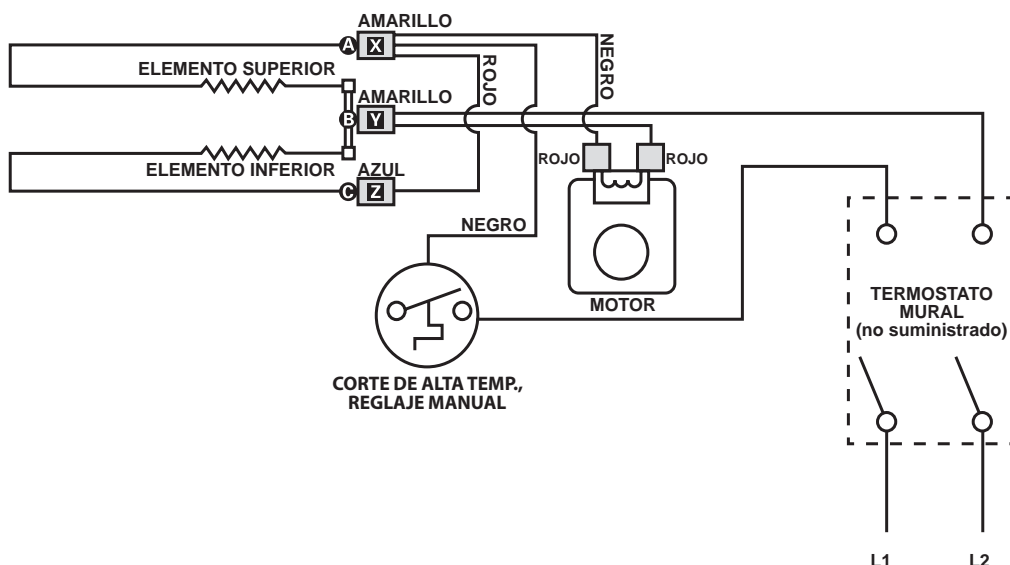 AMARILLO
A X
ELEMENTO SUPERIOR
ROJO
NEGRO
AMARILLO
B Y
ELEMENTO INFERIOR
AZUL
C Z
ROJO
ROJO
NEGRO
MOTOR
TERMOSTATO
MURAL
(no suministrado)
CORTE DE ALTA TEMP.,
REGLAJE MANUAL
L1
L2